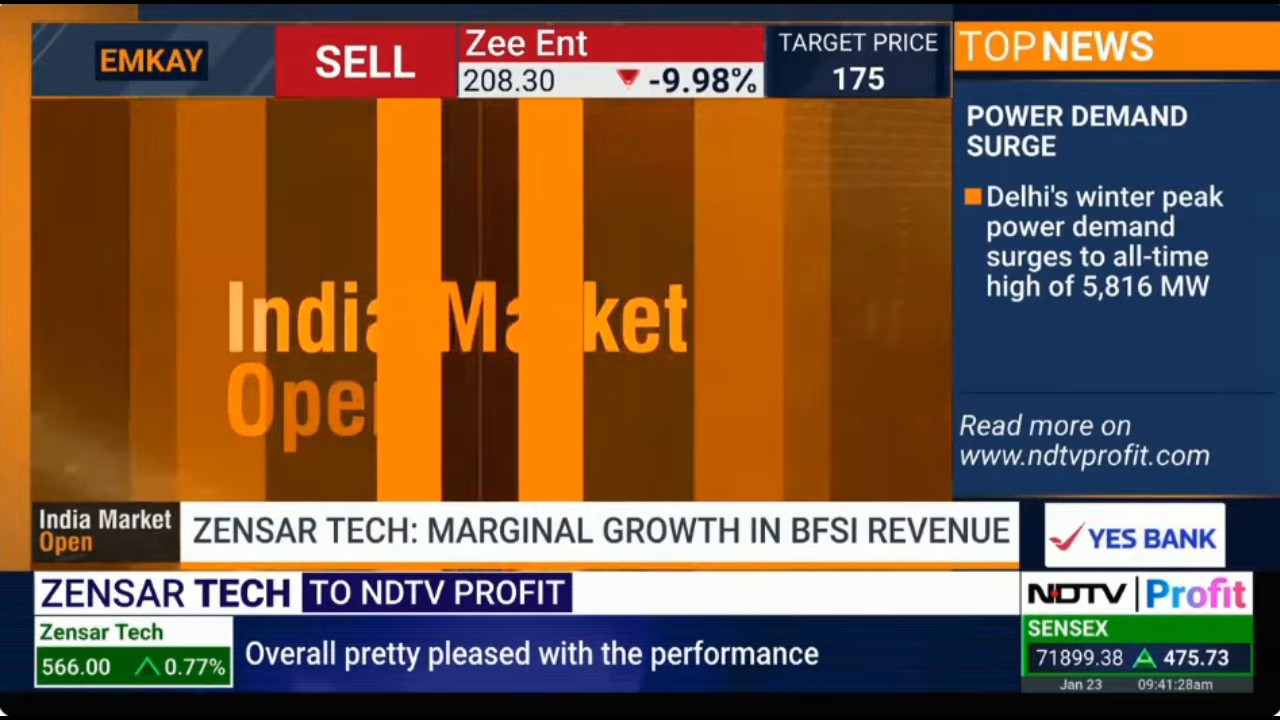 EMKAY
SELL
Zee Ent
208.30 ▼ -9.98%
TARGET PRICE
175
TOP NEWS
POWER DEMAND
SURGE
Delhi's winter peak
power demand
surges to all-time
high of 5,816 MW
Read more on
www.ndtvprofit.com
India Market
Open
India Market
Open
ZENSAR TECH: MARGINAL GROWTH IN BFSI REVENUE
YES BANK
ZENSAR TECH TO NDTV PROFIT
Zensar Tech
566.00 0.77%
Overall pretty pleased with the performance
NDTV | Profit
SENSEX
71899.38 475.73
Jan 23 09:41:28am